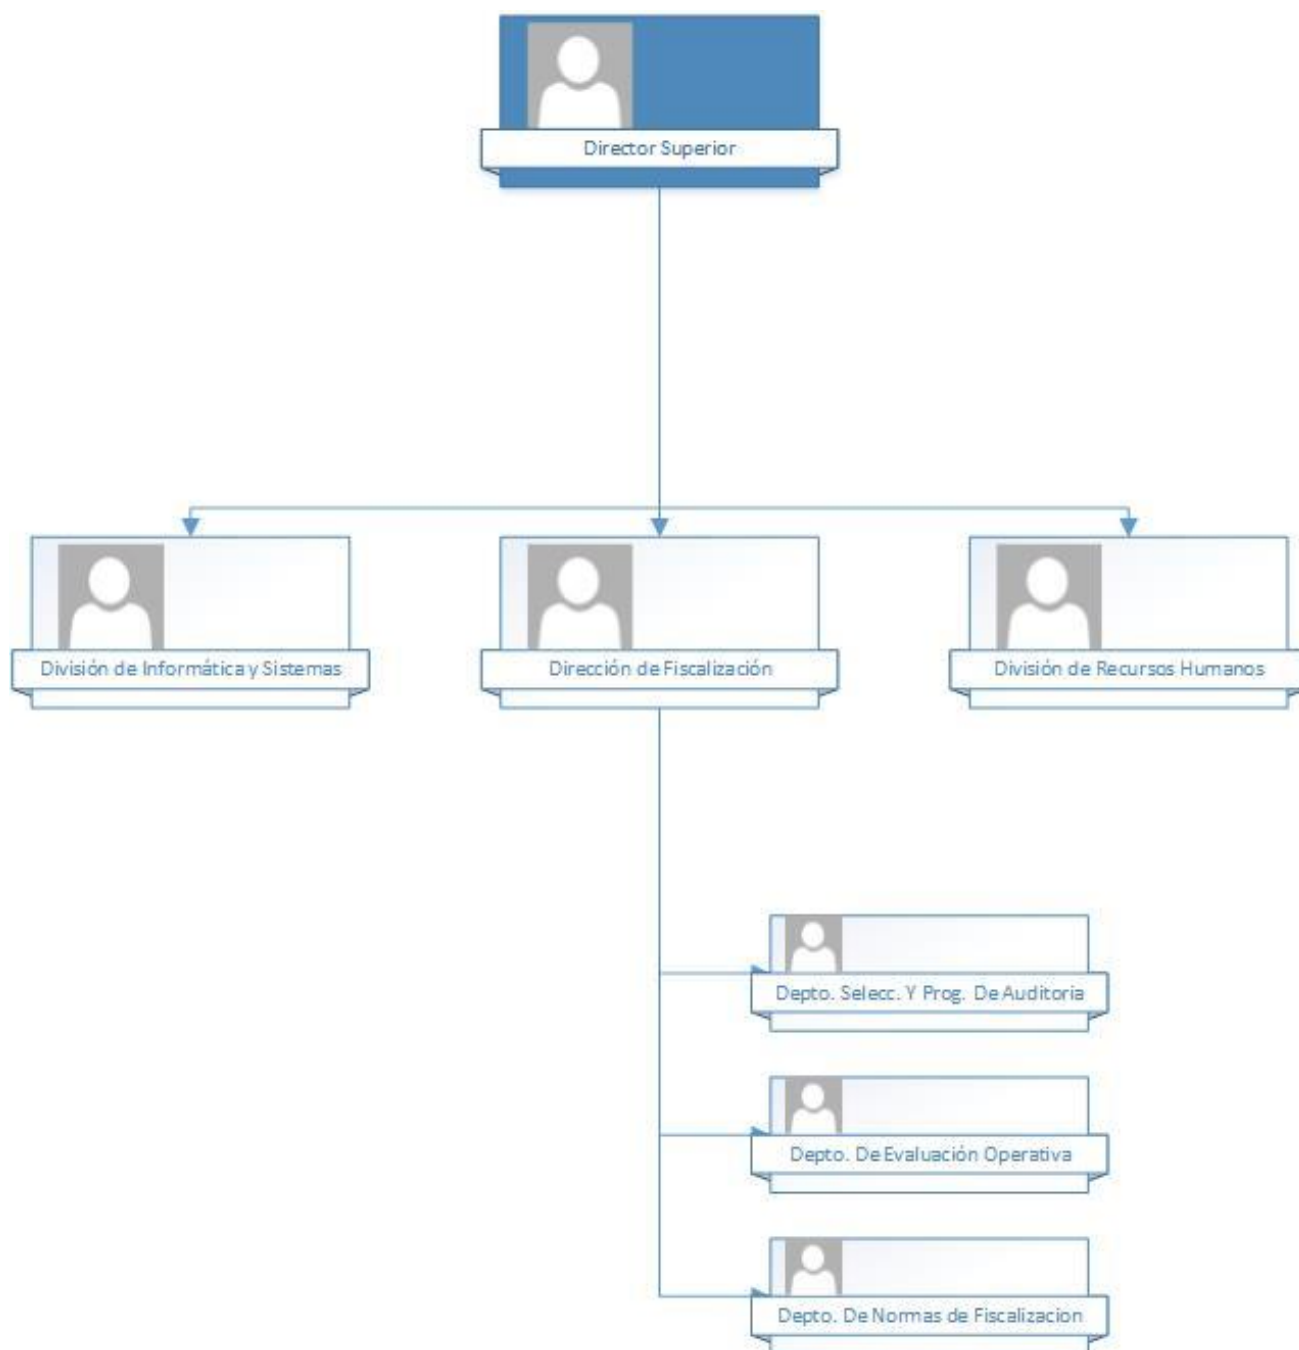 Director Superior
División de Informática y Sistemas
Dirección de Fiscalización
División de Recursos Humanos
Depto. Selecc. Y Prog. De Auditoria
Depto. De Evaluación Operativa
Depto. De Normas de Fiscalizacion